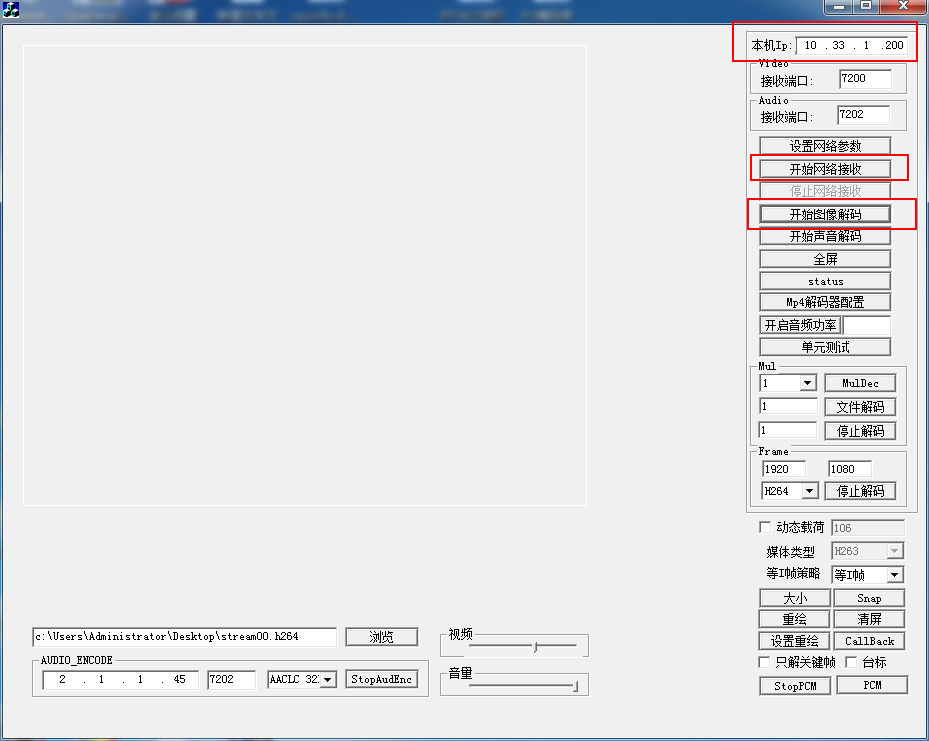 本机Ip: 10 . 33 . 1 .200
Video
接收端口: 7200
Audio
接收端口: 7202
设置网络参数
开始网络接收
停止网络接收
开始图像解码
开始声音解码
全屏
status
Mp4解码器配置
开启音频功率
单元测试
Mul
1 MulDec
1 文件解码
1 停止解码
Frame
1920 1080
H264 停止解码
动态载荷 106
媒体类型 H263
等I帧策略 等I帧
大小 Snap
重绘 清屏
设置重绘 CallBack
只解关键帧 台标
StopPCM PCM
c:\Users\Administrator\Desktop\stream00.h264 浏览
AUDIO_ENCODE
2 . 1 . 1 . 45 7202 AACLC 32 StopAudEnc
视频
音量